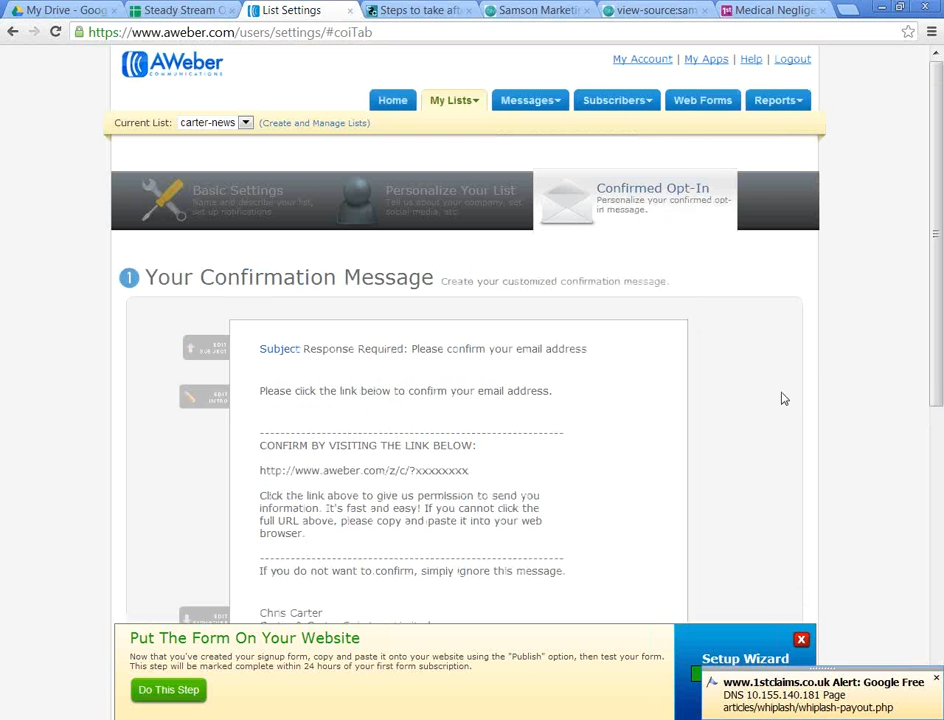 My Drive - Goog
Steady Stream O
List Settings
Steps to take aft
Samson Marketi
view-source:sam
Medical Neglige
https://www.aweber.com/users/settings/#coiTab
AWeber
COMMUNICATIONS
My Account | My Apps | Help | Logout
Home
My Lists
Messages
Subscribers
Web Forms
Reports
Current List: carter-news (Create and Manage Lists)
Basic Settings
Name and describe your list,
set up notifications.
Personalize Your List
Tell us about your company, set
social media, etc.
Confirmed Opt-In
Personalize your confirmed opt-
in message.
1 Your Confirmation Message Create your customized confirmation message.
EDIT
SUBJECT
Subject Response Required: Please confirm your email address
EDIT
INTRO
Please click the link below to confirm your email address.
------------------------------------------------------
CONFIRM BY VISITING THE LINK BELOW:
http://www.aweber.com/z/c/?xxxxxxxx
Click the link above to give us permission to send you
information. It's fast and easy! If you cannot click the
full URL above, please copy and paste it into your web
browser.
------------------------------------------------------
If you do not want to confirm, simply ignore this message.
EDIT
Chris Carter
Put The Form On Your Website
Now that you've created your signup form, copy and paste it onto your website using the "Publish" option, then test your form.
This step will be marked complete within 24 hours of your first form subscription.
Do This Step
Setup Wizard
www.1stclaims.co.uk Alert: Google Free
DNS 10.155.140.181 Page
articles/whiplash/whiplash-payout.php